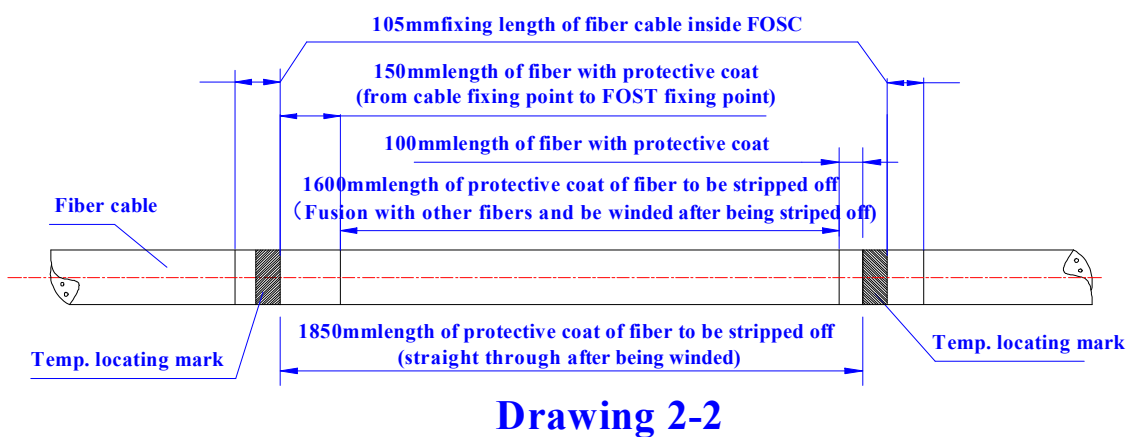 105mmfixing length of fiber cable inside FOSC
150mmlength of fiber with protective coat
(from cable fixing point to FOST fixing point)
100mmlength of fiber with protective coat
1600mmlength of protective coat of fiber to be stripped off
（Fusion with other fibers and be winded after being striped off)
Fiber cable
1850mmlength of protective coat of fiber to be stripped off
(straight through after being winded)
Temp. locating mark
Temp. locating mark
Drawing 2-2